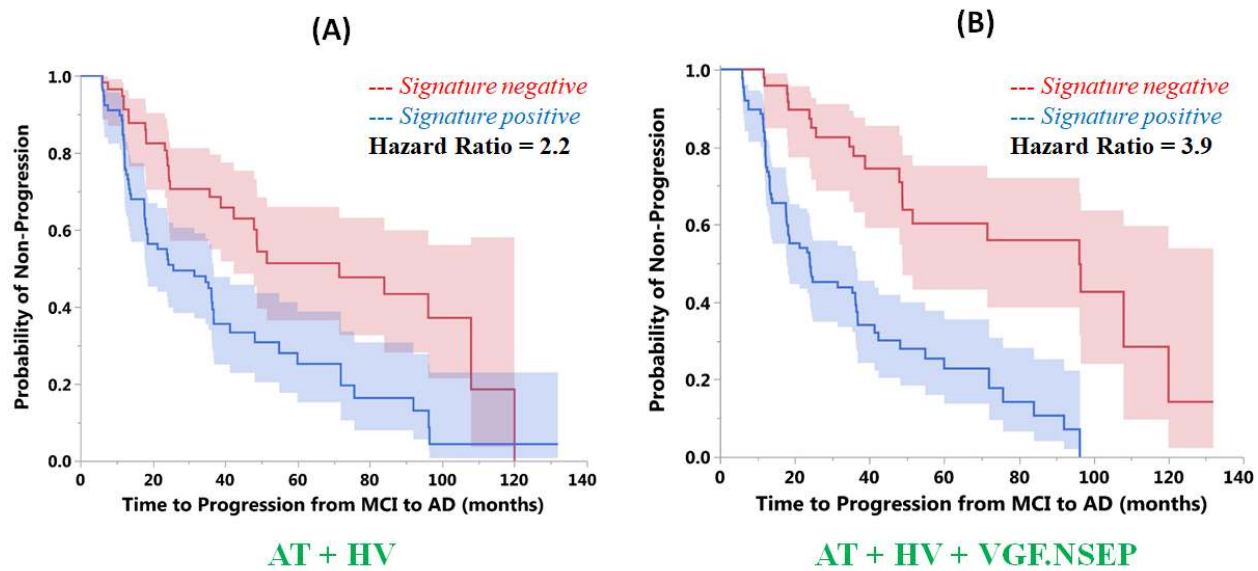 (A)
(B)
--- Signature negative
--- Signature positive
Hazard Ratio = 2.2
Probability of Non-Progression
1.0
0.8
0.6
0.4
0.2
0.0
0 20 40 60 80 100 120 140
Time to Progression from MCI to AD (months)
AT + HV
--- Signature negative
--- Signature positive
Hazard Ratio = 3.9
Probability of Non-Progression
1.0
0.8
0.6
0.4
0.2
0.0
0 20 40 60 80 100 120 140
Time to Progression from MCI to AD (months)
AT + HV + VGF.NSEP